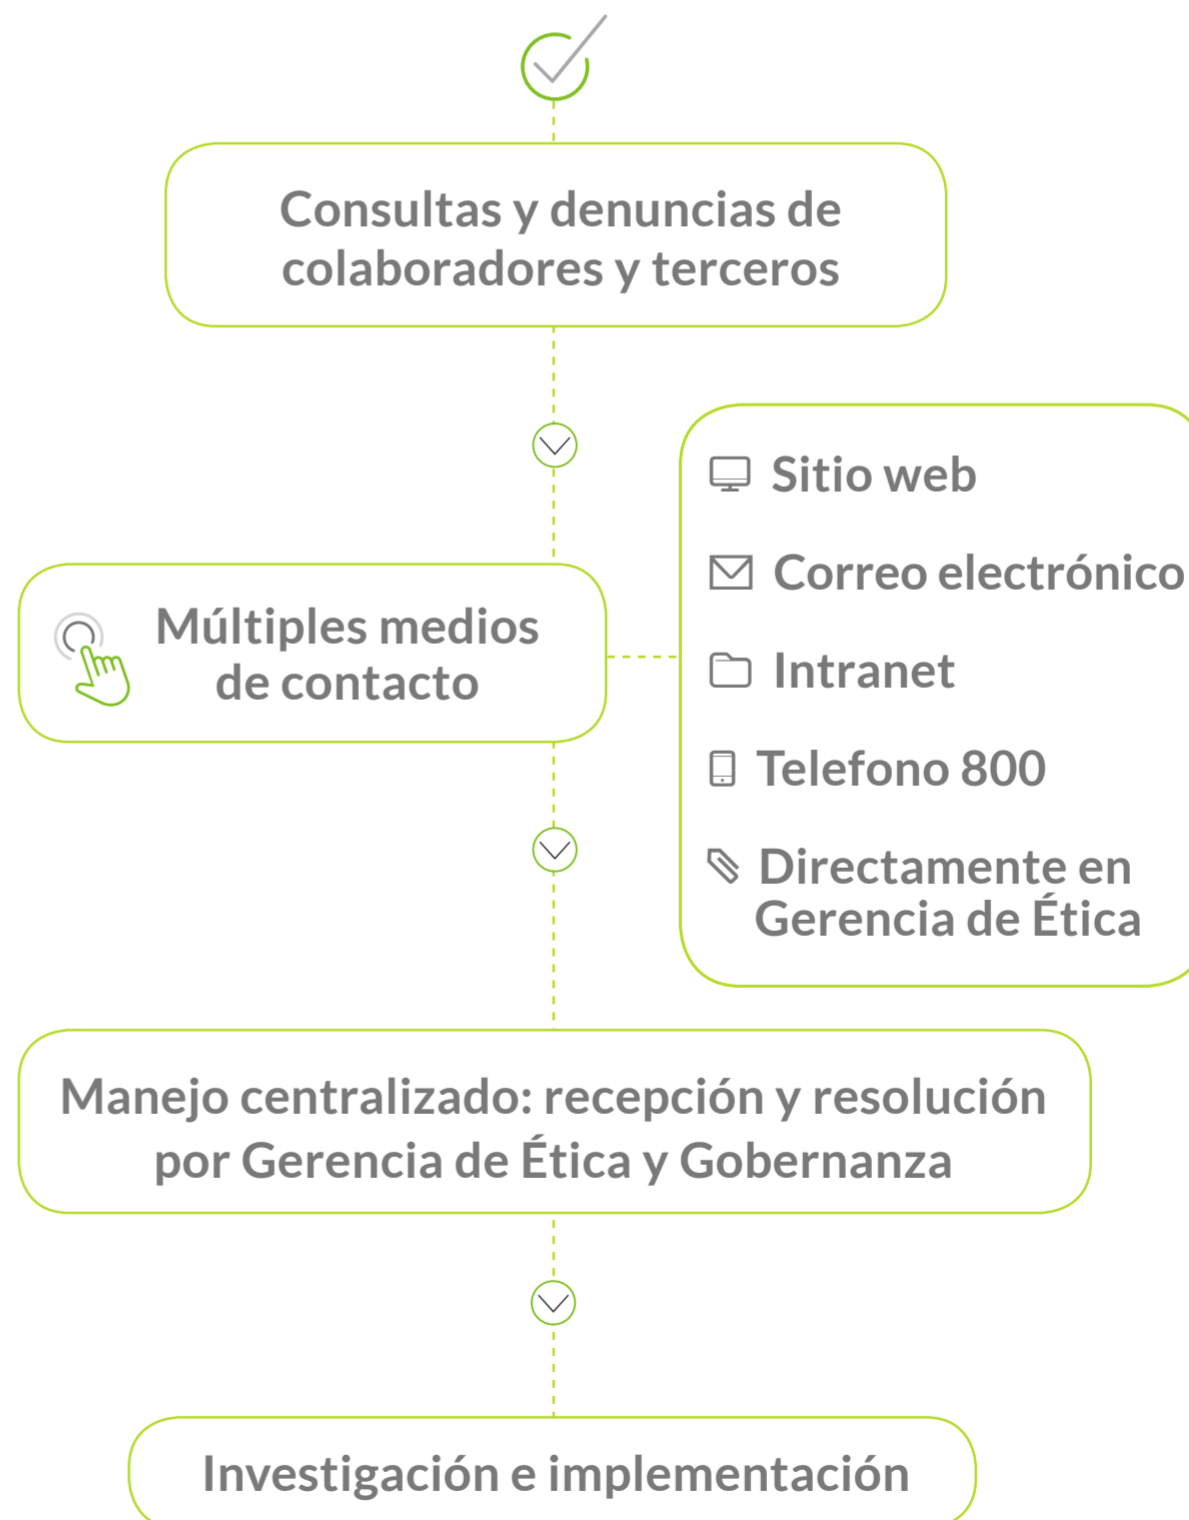 Consultas y denuncias de
colaboradores y terceros
Múltiples medios
de contacto
Sitio web
Correo electrónico
Intranet
Telefono 800
Directamente en
Gerencia de Ética
Manejo centralizado: recepción y resolución
por Gerencia de Ética y Gobernanza
Investigación e implementación